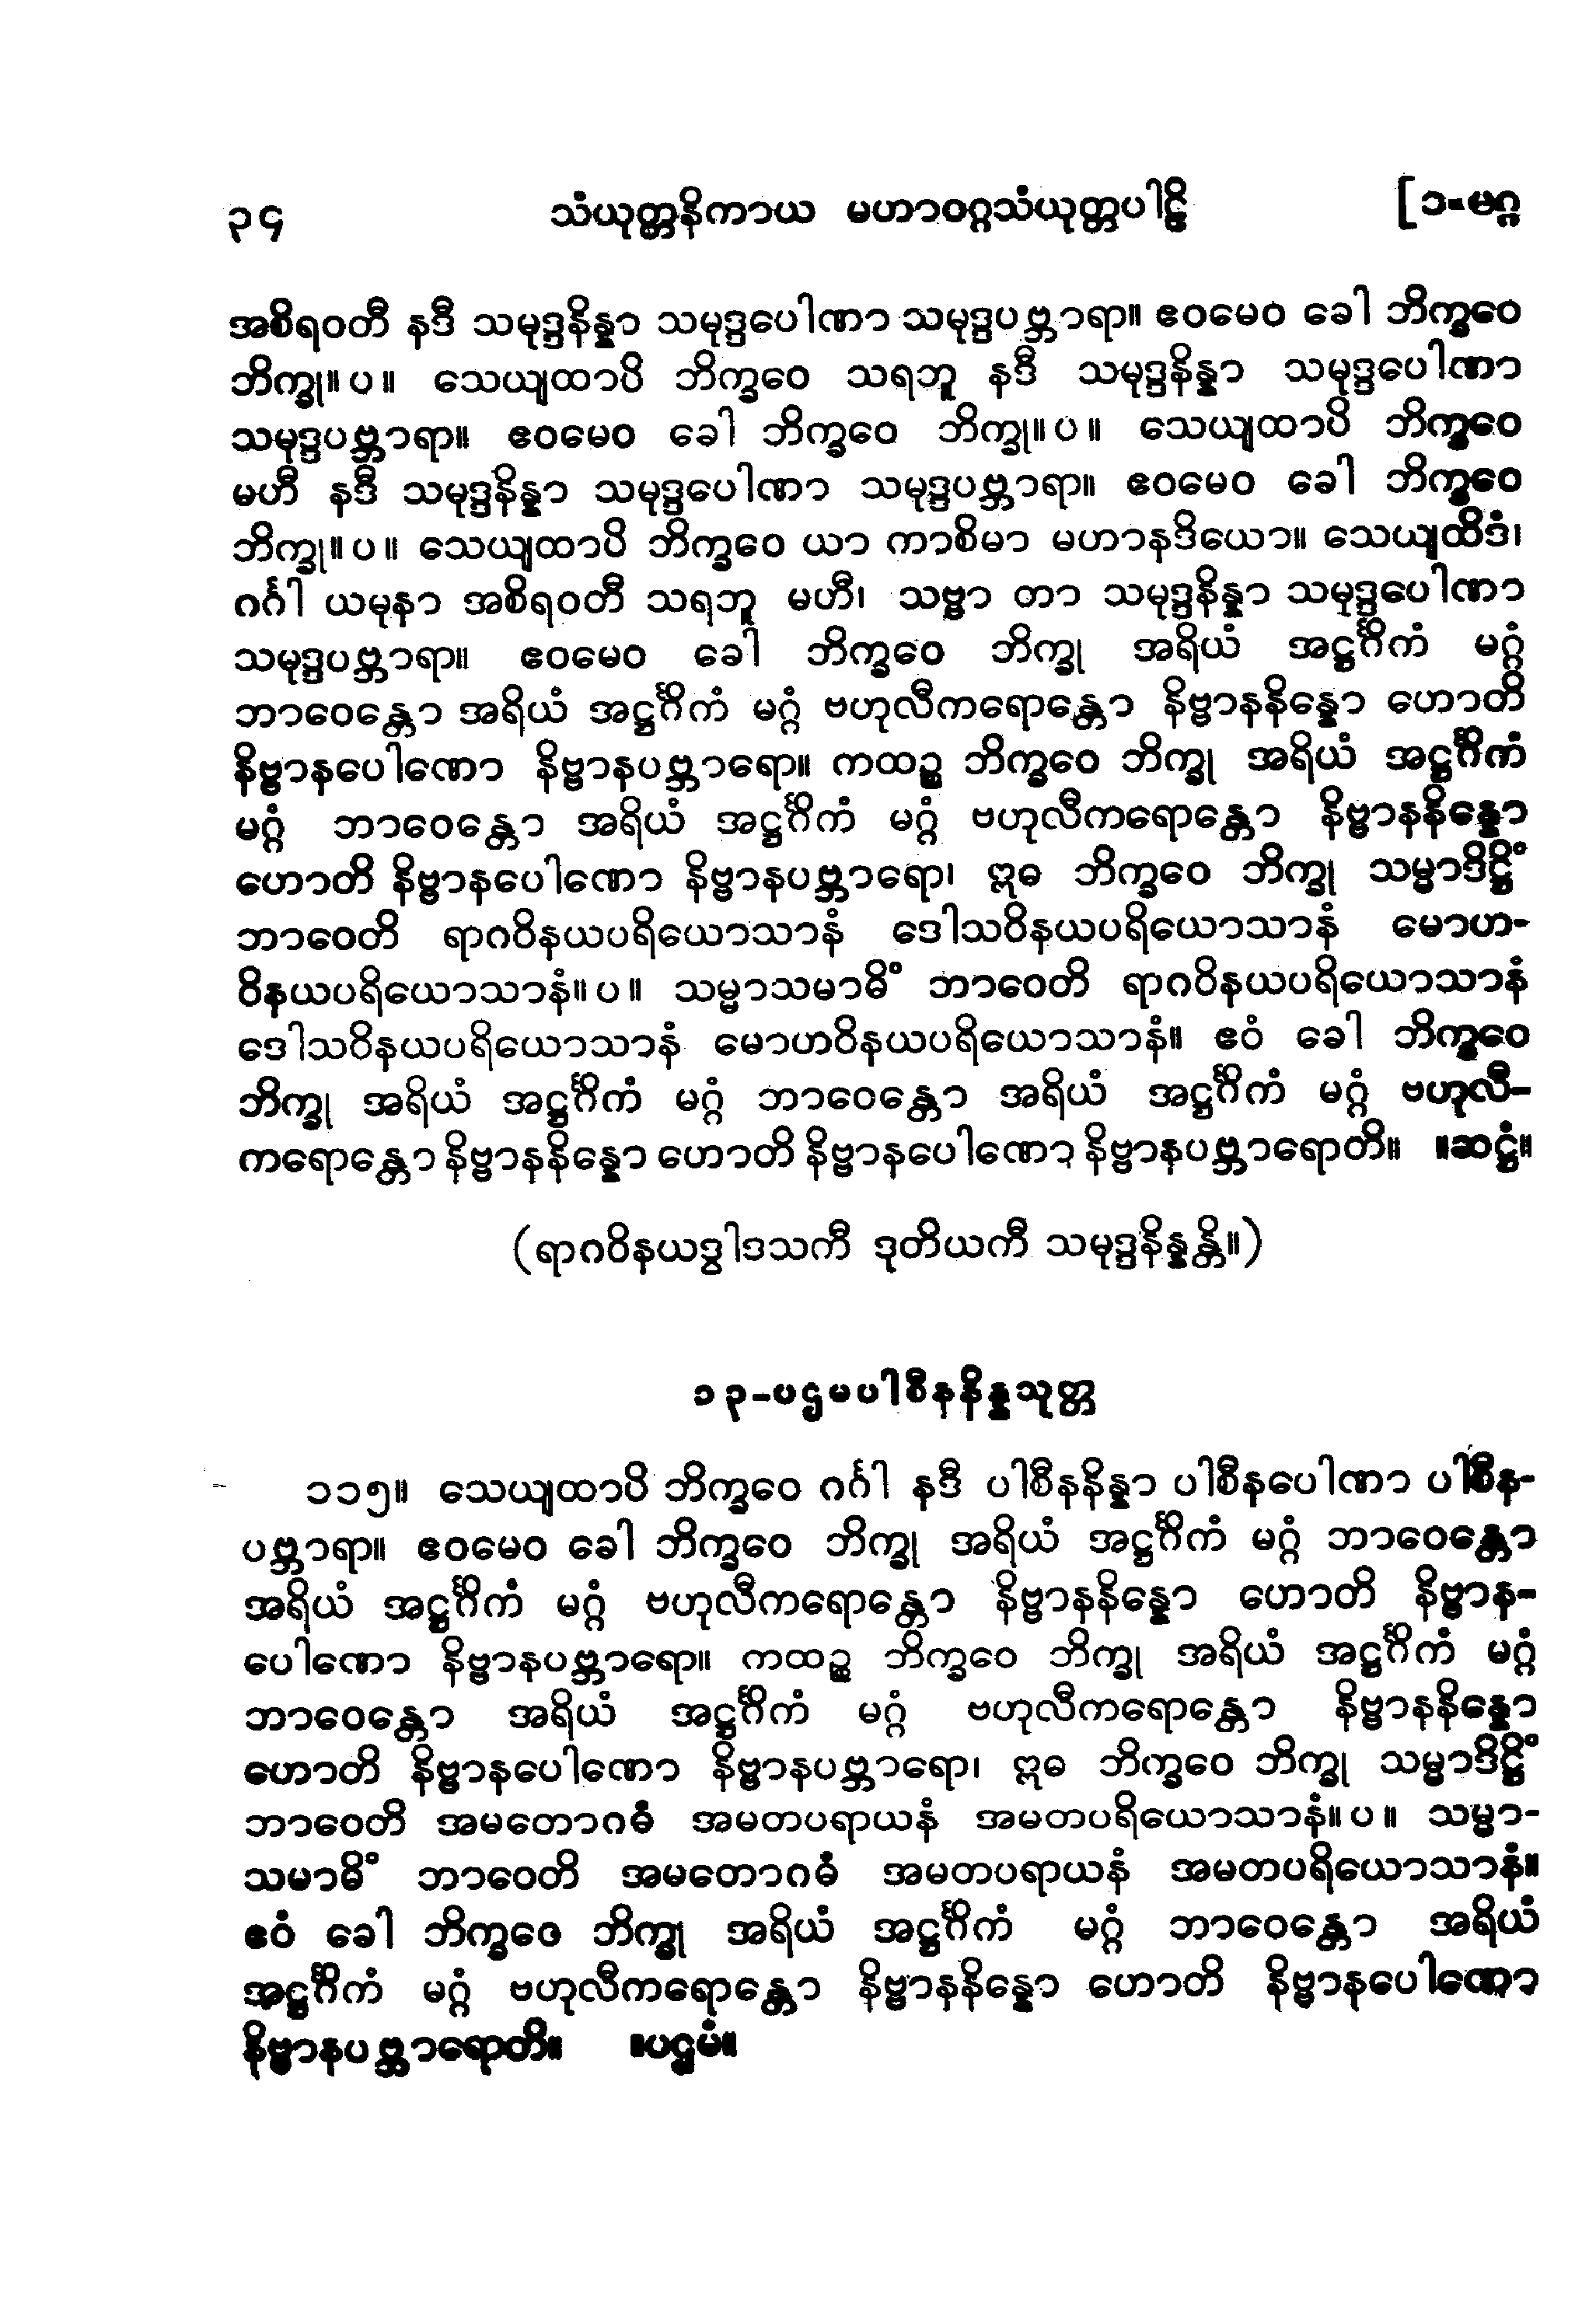 ၃၄ သံယုတ္တနိကာယ မဟာဝဂ္ဂသံယုတ္တပါဠိ [၁-မဂ္ဂ
အစိရဝတီ နဒီ သမုဒ္ဒနိန္နာ သမုဒ္ဒပေါဏာ သမုဒ္ဒပဗ္ဘာရာ။ ဧဝမေဝ ခေါ ဘိက္ခဝေ
ဘိက္ခု။ပ။ သေယျထာပိ ဘိက္ခဝေ သရဘူ နဒီ သမုဒ္ဒနိန္နာ သမုဒ္ဒပေါဏာ
သမုဒ္ဒပဗ္ဘာရာ။ ဧဝမေဝ ခေါ ဘိက္ခဝေ ဘိက္ခု။ပ။ သေယျထာပိ ဘိက္ခဝေ
မဟီ နဒီ သမုဒ္ဒနိန္နာ သမုဒ္ဒပေါဏာ သမုဒ္ဒပဗ္ဘာရာ။ ဧဝမေဝ ခေါ ဘိက္ခဝေ
ဘိက္ခု။ပ။ သေယျထာပိ ဘိက္ခဝေ ယာ ကာစိမာ မဟာနဒိယော။ သေယျထိဒံ၊
ဂင်္ဂါ ယမုနာ အစိရဝတီ သရဘူ မဟီ၊ သဗ္ဗာ တာ သမုဒ္ဒနိန္နာ သမုဒ္ဒပေါဏာ
သမုဒ္ဒပဗ္ဘာရာ။ ဧဝမေဝ ခေါ ဘိက္ခဝေ ဘိက္ခု အရိယံ အဋ္ဌင်္ဂိကံ မဂ္ဂံ
ဘာဝေန္တော အရိယံ အဋ္ဌင်္ဂိကံ မဂ္ဂံ ဗဟုလီကရောန္တော နိဗ္ဗာနနိန္နော ဟောတိ
နိဗ္ဗာနပေါဏော နိဗ္ဗာနပဗ္ဘာရော။ ကထဉ္စ ဘိက္ခဝေ ဘိက္ခု အရိယံ အဋ္ဌင်္ဂိကံ
မဂ္ဂံ ဘာဝေန္တော အရိယံ အဋ္ဌင်္ဂိကံ မဂ္ဂံ ဗဟုလီကရောန္တော နိဗ္ဗာနနိန္နော
ဟောတိ နိဗ္ဗာနပေါဏော နိဗ္ဗာနပဗ္ဘာရော၊ ဣဓ ဘိက္ခဝေ ဘိက္ခု သမ္မာဒိဋ္ဌိံ
ဘာဝေတိ ရာဂဝိနယပရိယောသာနံ ဒေါသဝိနယပရိယောသာနံ မောဟ-
ဝိနယပရိယောသာနံ။ပ။ သမ္မာသမာဓိံ ဘာဝေတိ ရာဂဝိနယပရိယောသာနံ
ဒေါသဝိနယပရိယောသာနံ မောဟဝိနယပရိယောသာနံ။ ဧဝံ ခေါ ဘိက္ခဝေ
ဘိက္ခု အရိယံ အဋ္ဌင်္ဂိကံ မဂ္ဂံ ဘာဝေန္တော အရိယံ အဋ္ဌင်္ဂိကံ မဂ္ဂံ ဗဟုလီ-
ကရောန္တော နိဗ္ဗာနနိန္နော ဟောတိ နိဗ္ဗာနပေါဏော နိဗ္ဗာနပဗ္ဘာရောတိ။ ။ဆဋ္ဌံ။
(ရာဂဝိနယဒွါဒသကီ ဒုတိယကီ သမုဒ္ဒနိန္နန္တိ။)
၁၃-ပဌမပါစီနနိန္နသုတ္တ
၁၁၅။ သေယျထာပိ ဘိက္ခဝေ ဂင်္ဂါ နဒီ ပါစီနနိန္နာ ပါစီနပေါဏာ ပါစီန-
ပဗ္ဘာရာ။ ဧဝမေဝ ခေါ ဘိက္ခဝေ ဘိက္ခု အရိယံ အဋ္ဌင်္ဂိကံ မဂ္ဂံ ဘာဝေန္တော
အရိယံ အဋ္ဌင်္ဂိကံ မဂ္ဂံ ဗဟုလီကရောန္တော နိဗ္ဗာနနိန္နော ဟောတိ နိဗ္ဗာန-
ပေါဏော နိဗ္ဗာနပဗ္ဘာရော။ ကထဉ္စ ဘိက္ခဝေ ဘိက္ခု အရိယံ အဋ္ဌင်္ဂိကံ မဂ္ဂံ
ဘာဝေန္တော အရိယံ အဋ္ဌင်္ဂိကံ မဂ္ဂံ ဗဟုလီကရောန္တော နိဗ္ဗာနနိန္နော
ဟောတိ နိဗ္ဗာနပေါဏော နိဗ္ဗာနပဗ္ဘာရော၊ ဣဓ ဘိက္ခဝေ ဘိက္ခု သမ္မာဒိဋ္ဌိံ
ဘာဝေတိ အမတောဂဓံ အမတပရာယနံ အမတပရိယောသာနံ။ပ။ သမ္မာ-
သမာဓိံ ဘာဝေတိ အမတောဂဓံ အမတပရာယနံ အမတပရိယောသာနံ။
ဧဝံ ခေါ ဘိက္ခဝေ ဘိက္ခု အရိယံ အဋ္ဌင်္ဂိကံ မဂ္ဂံ ဘာဝေန္တော အရိယံ
အဋ္ဌင်္ဂိကံ မဂ္ဂံ ဗဟုလီကရောန္တော နိဗ္ဗာနနိန္နော ဟောတိ နိဗ္ဗာနပေါဏော
နိဗ္ဗာနပဗ္ဘာရောတိ။ ။ပဌမံ။